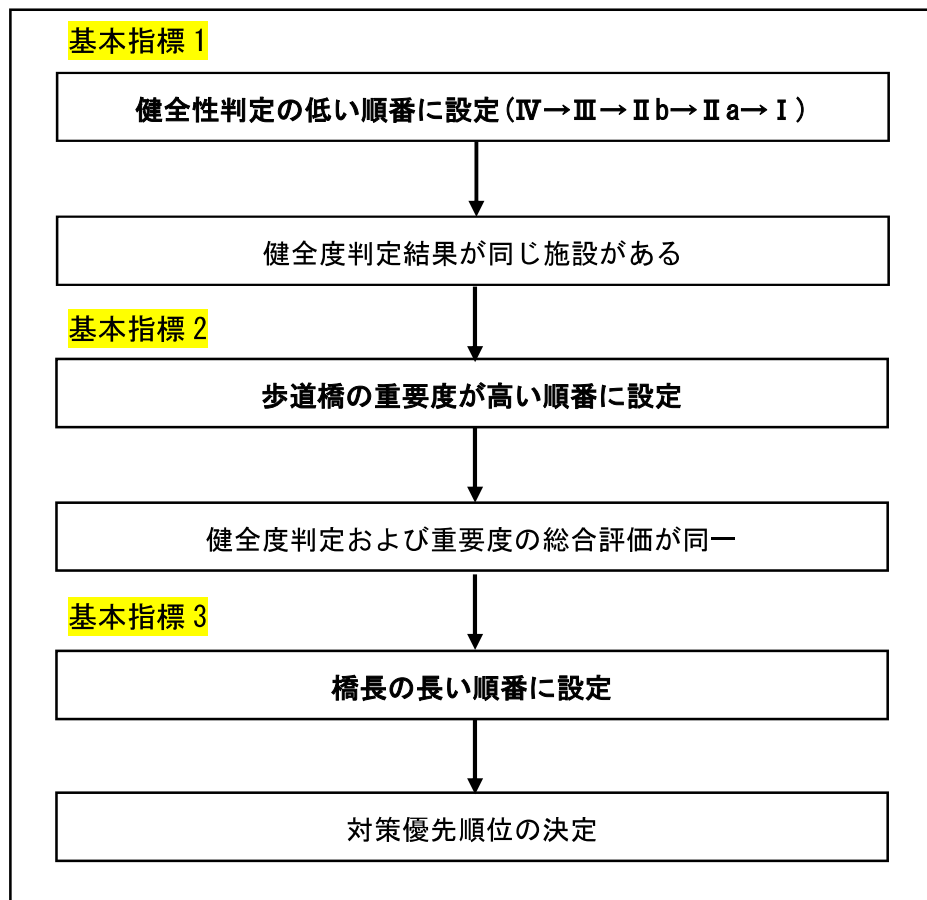 基本指標1
健全性判定の低い順番に設定(Ⅳ→Ⅲ→Ⅱb→Ⅱa→Ⅰ)
健全度判定結果が同じ施設がある
基本指標2
歩道橋の重要度が高い順番に設定
健全度判定および重要度の総合評価が同一
基本指標3
橋長の長い順番に設定
対策優先順位の決定